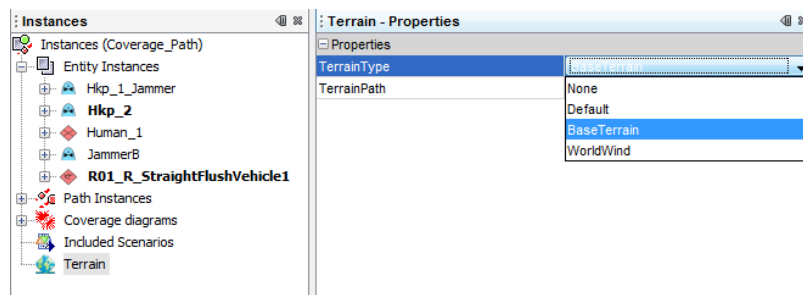 Instances
Instances (Coverage_Path)
Entity Instances
Hkp_1_Jammer
Hkp_2
Human_1
JammerB
R01_R_StraightFlushVehicle1
Path Instances
Coverage diagrams
Included Scenarios
Terrain
Terrain - Properties
Properties
TerrainType BaseTerrain
TerrainPath
None
Default
BaseTerrain
WorldWind